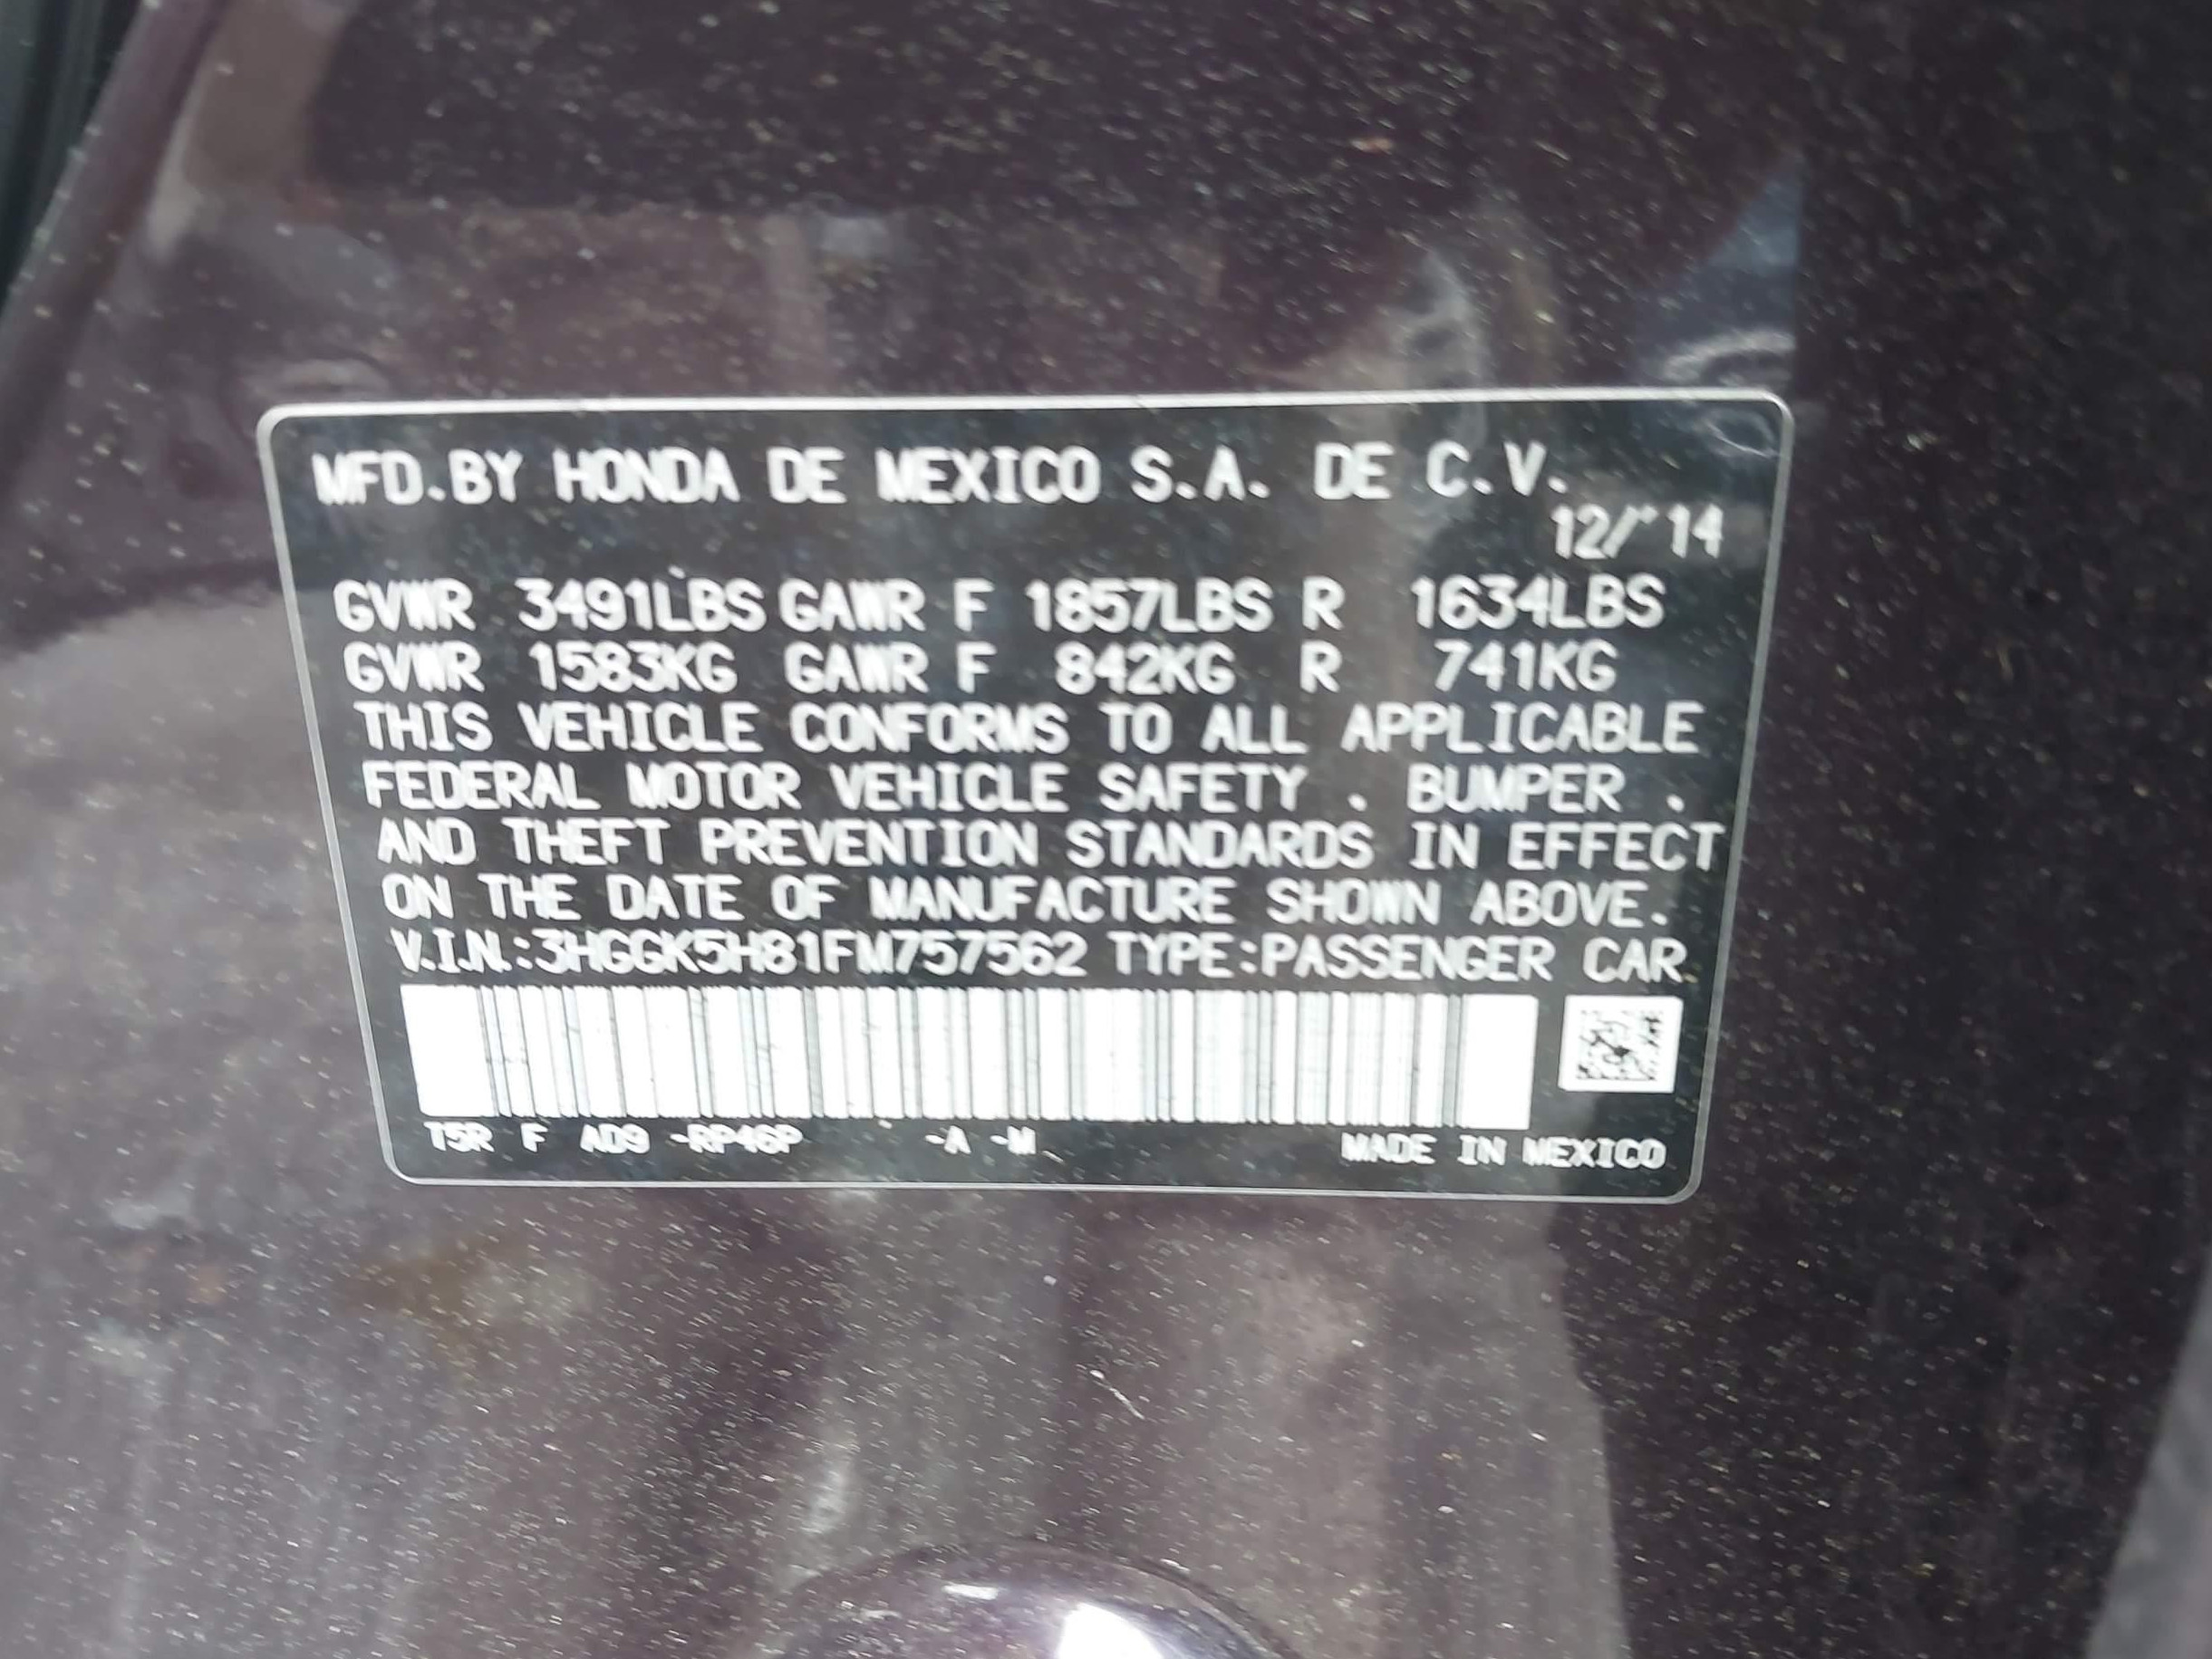 MFD.BY HONDA DE MEXICO S.A. DE C.V.
12/'14
GVWR 3491LBS GAWR F 1857LBS R 1634LBS
GVWR 1583KG GAWR F 842KG R 741KG
THIS VEHICLE CONFORMS TO ALL APPLICABLE
FEDERAL MOTOR VEHICLE SAFETY . BUMPER .
AND THEFT PREVENTION STANDARDS IN EFFECT
ON THE DATE OF MANUFACTURE SHOWN ABOVE.
V.I.N.:3HGGK5H81FM757562 TYPE:PASSENGER CAR
T5R F AD9 -RP46P -A -M MADE IN MEXICO